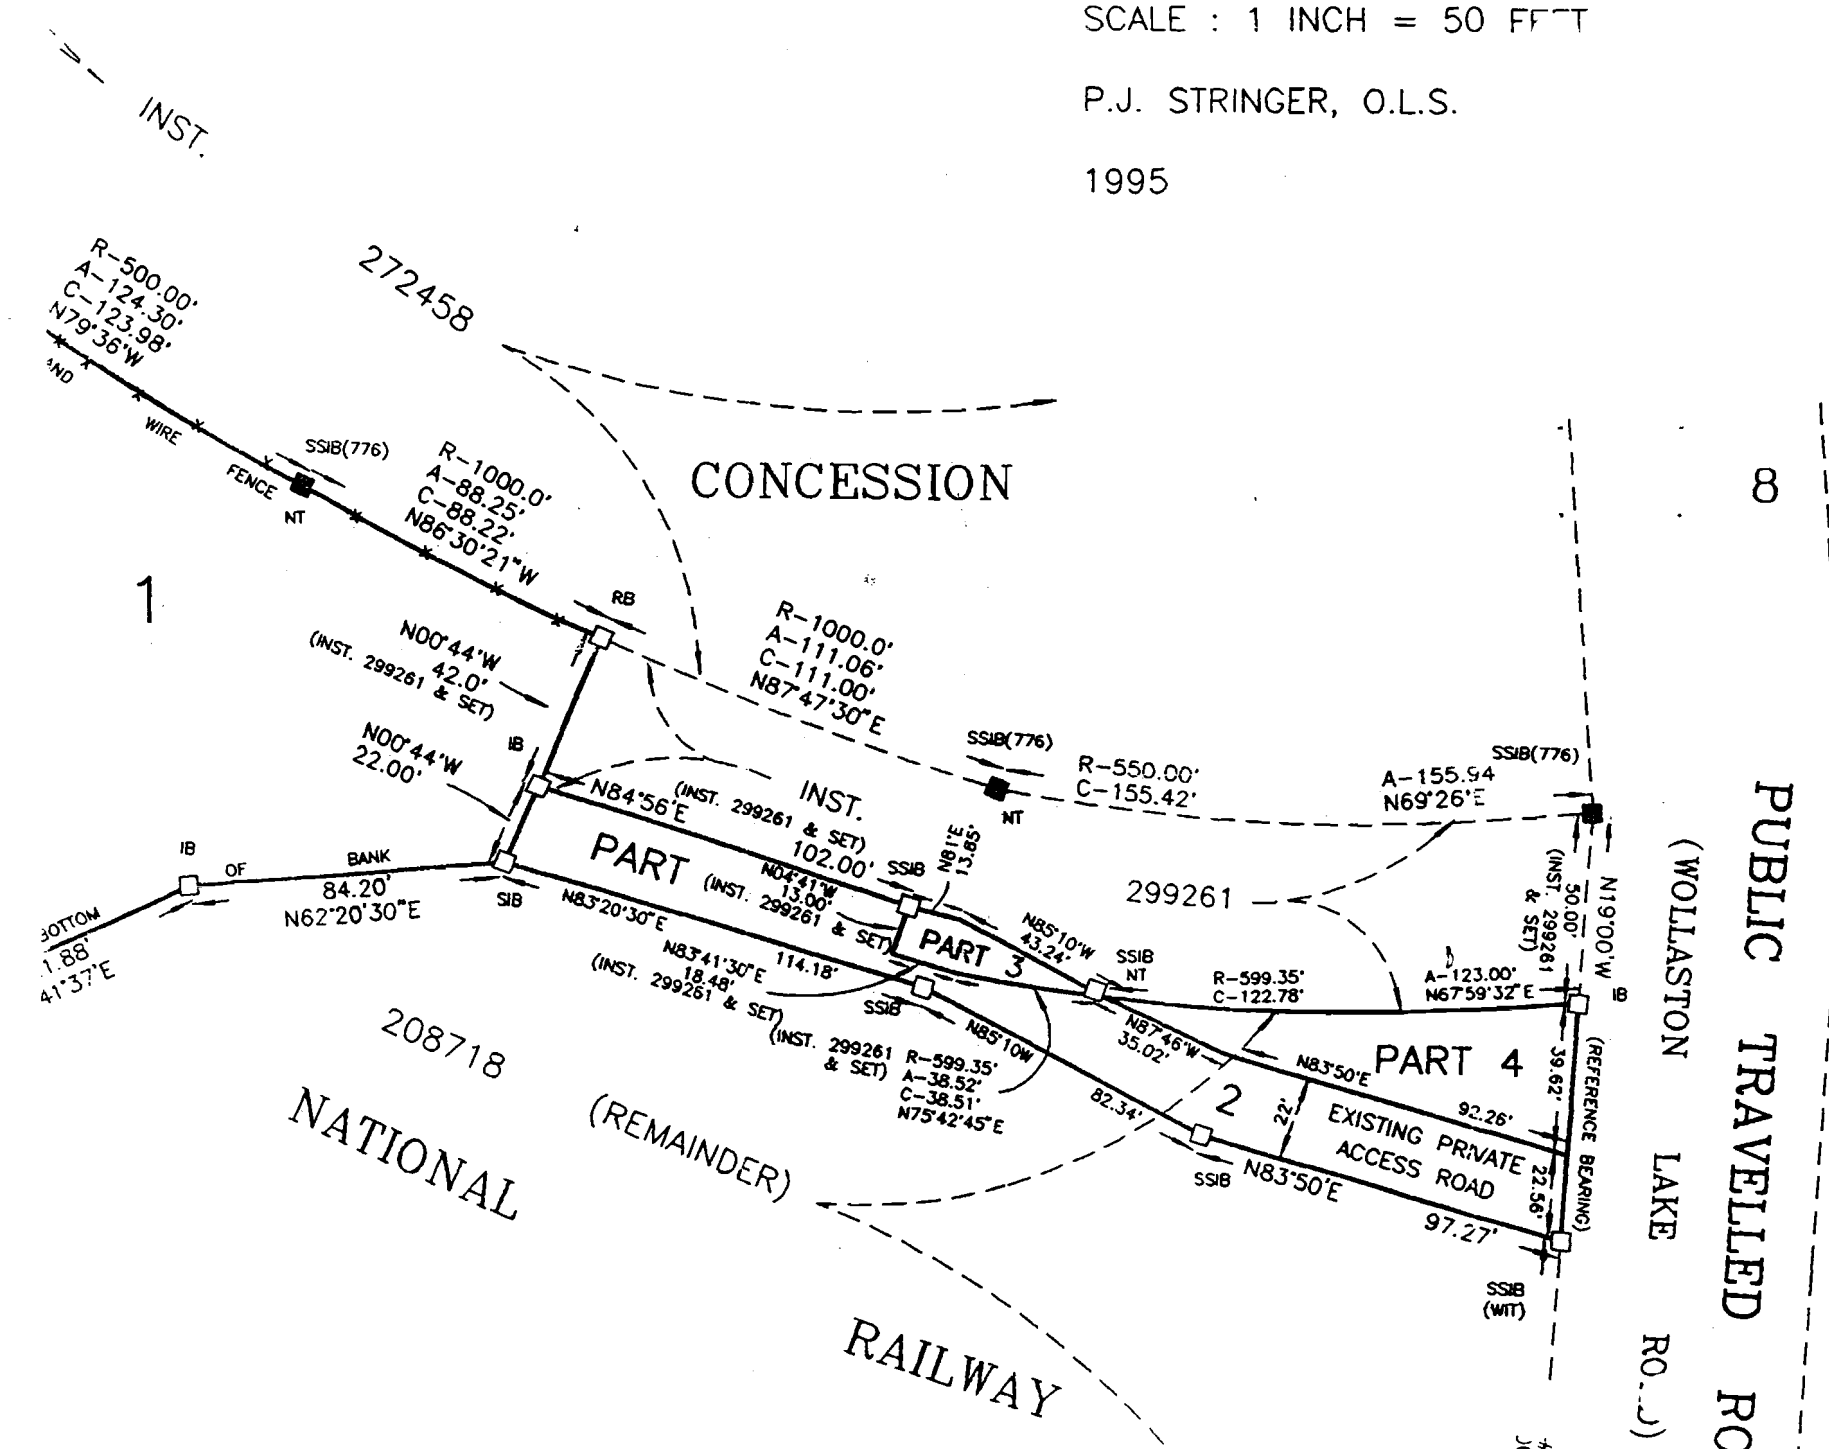 SCALE : 1 INCH = 50
P.J. STRINGER, O.L.S.
1995
INST.
272458
R-500.00'
A-124.30'
C-123.98'
N79°36'W
WIRE
FENCE
SSIB(776)
NT
R-1000.0'
A-88.25'
C-88.22'
N86°30'21"W
CONCESSION
8
1
RB
N00°44'W
42.0'
(INST. 299261 & SET)
R-1000.0'
A-111.06'
C-111.00'
N87°47'30"E
N00°44'W
22.00'
IB
SSIB(776)
NT
R-550.00'
C-155.42'
A-155.94
N69°26'E
SSIB(776)
N84°56'E
(INST. 299261 & SET)
102.00'
INST.
299261
N81°E
13.85'
SSIB
PART
N04°41'W
13.00'
(INST. 299261 & SET)
IB
OF
BANK
84.20'
N62°20'30"E
SIB
N83°20'30"E
114.18'
N83°41'30"E
18.48'
(INST. 299261 & SET)
PART 3
N85°10'W
43.24'
SSIB
NT
R-599.35'
C-122.78'
A-123.00'
N67°59'32"E
50.00'
(INST. 299261
& SET)
N19°00'W
IB
1.88'
41°37'E
SSIB
N85°10'W
82.34'
(INST. 299261
& SET)
R-599.35'
A-38.52'
C-38.51'
N75°42'45"E
N87°46'W
35.02'
N83°50'E
92.26'
PART 4
39.62'
(REFERENCE BEARING)
2
22'
EXISTING PRIVATE
ACCESS ROAD
22.56'
SSIB
N83°50'E
97.27'
SSIB
(WIT)
208718
(REMAINDER)
NATIONAL
RAILWAY
(WOLLASTON LAKE
PUBLIC TRAVELLED